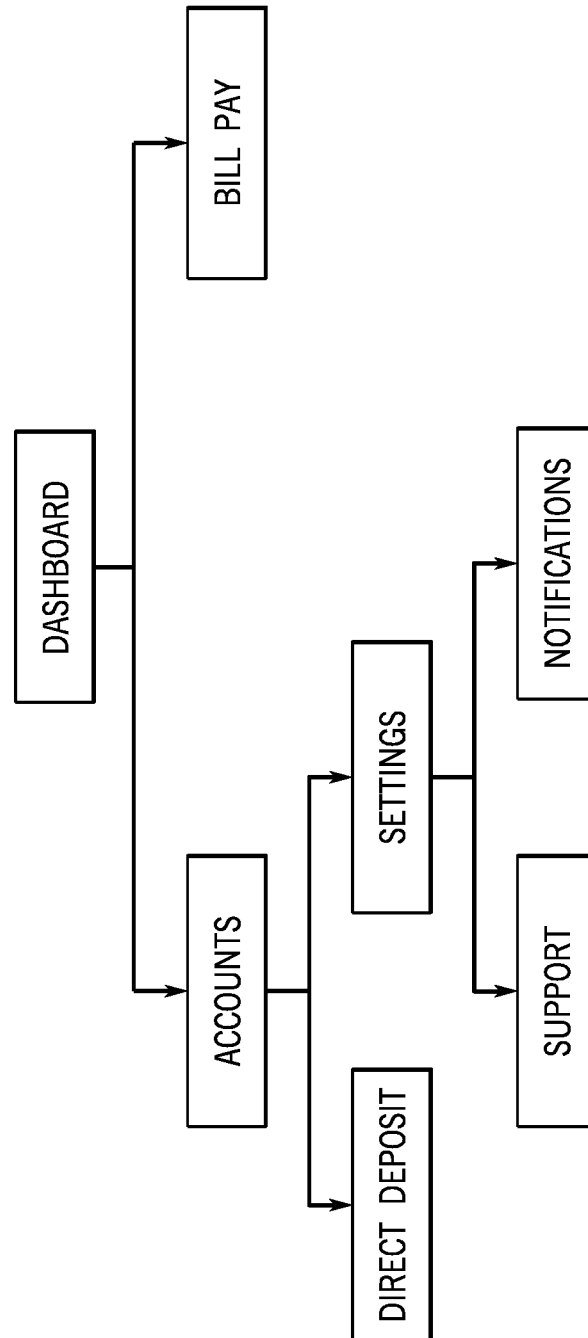 DASHBOARD
ACCOUNTS
BILL PAY
DIRECT DEPOSIT
SETTINGS
SUPPORT
NOTIFICATIONS